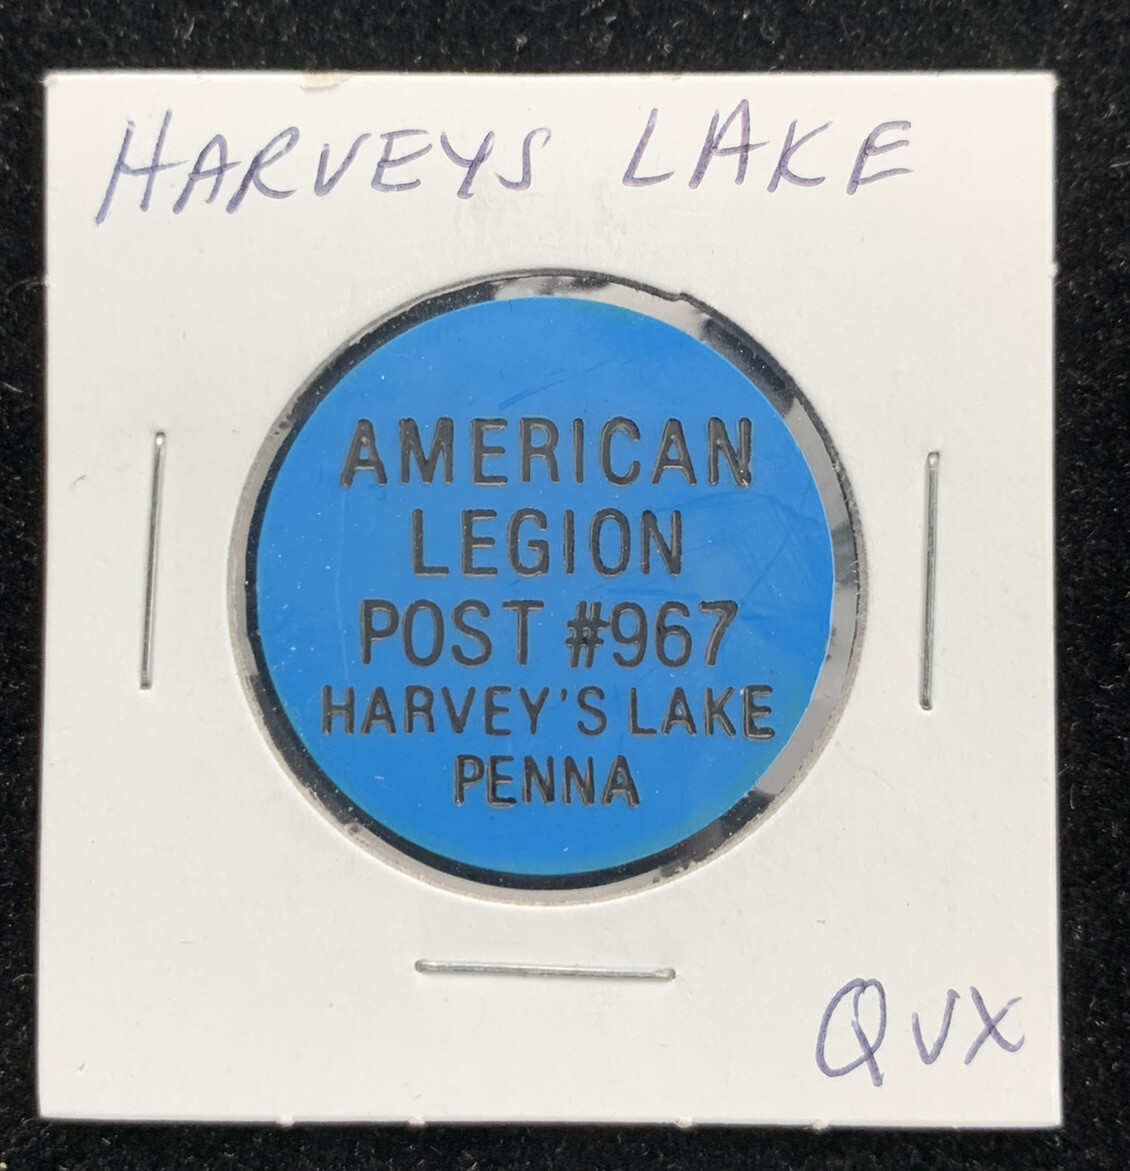 HARVEYS LAKE
AMERICAN
LEGION
POST #967
HARVEY'S LAKE
PENNA
QVX